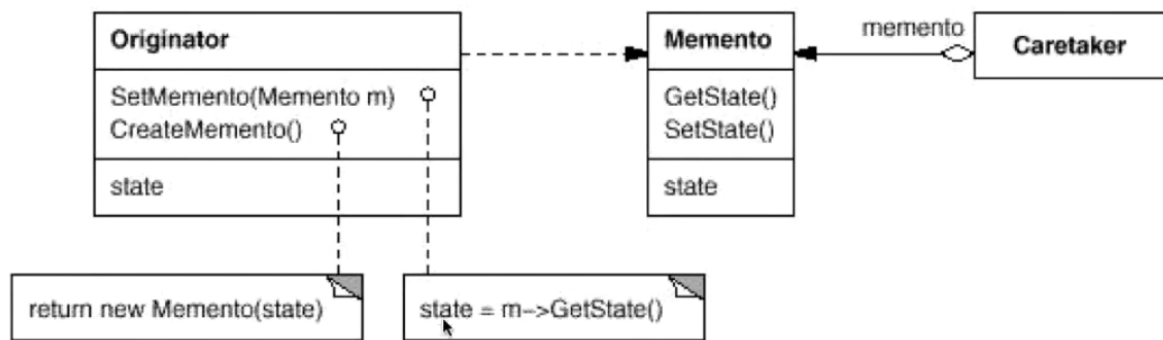 Originator
SetMemento(Memento m)
CreateMemento()
state
Memento
GetState()
SetState()
state
memento
Caretaker
return new Memento(state)
state = m->GetState()